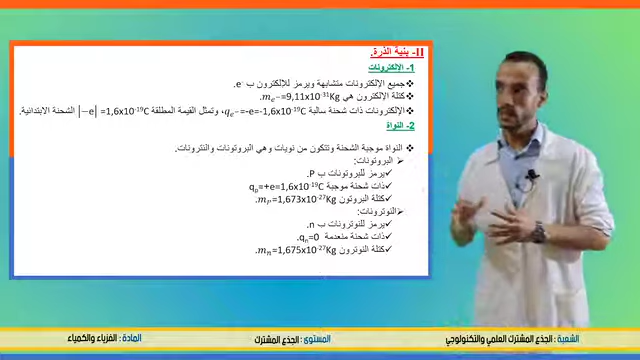 II- بنية الذرة.
1- الإلكترونات
❖جميع الإلكترونات متشابهة ويرمز للإلكترون ب e⁻.
❖كتلة الإلكترون هي mₑ₋=9,11x10⁻³¹Kg.
❖الإلكترونات ذات شحنة سالبة qₑ₋=-e=-1,6x10⁻¹⁹C، وتمثل القيمة المطلقة |−e| =1,6x10⁻¹⁹C الشحنة الابتدائية.
2- النواة
❖ النواة موجبة الشحنة وتتكون من نويات وهي البروتونات والنترونات.
➢ البروتونات:
✓يرمز للبروتونات ب P.
✓ذات شحنة موجبة qₚ=+e=1,6x10⁻¹⁹C
✓كتلة البروتون mₚ=1,673x10⁻²⁷Kg.
➢النوترونات:
✓يرمز للنوترونات ب n.
✓ذات شحنة منعدمة qₙ=0.
✓كتلة النوترون mₙ=1,675x10⁻²⁷Kg.
الشعبة : الجذع المشترك العلمي والتكنولوجي
المستوى : الجذع المشترك
المادة : الفزياء والكمياء